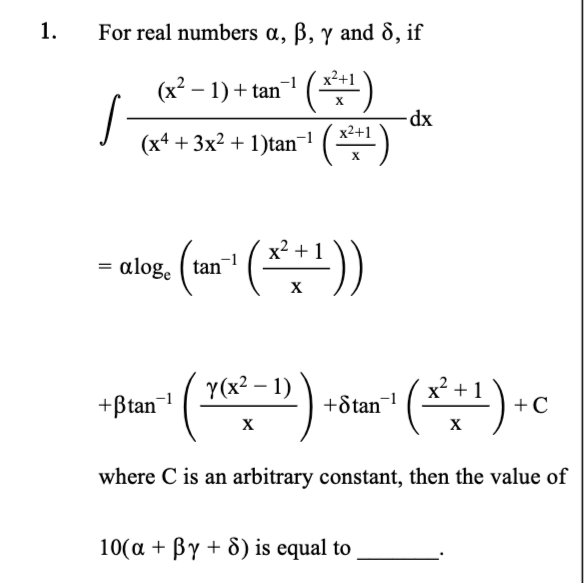 1. For real numbers α, β, γ and δ, if
∫ ((x² – 1) + tan⁻¹ ((x²+1)/x)) / ((x⁴ + 3x² + 1)tan⁻¹ ((x²+1)/x)) dx
= αlogₑ (tan⁻¹ ((x² + 1)/x))
+βtan⁻¹ ((γ(x² – 1))/x) +δtan⁻¹ ((x² + 1)/x) + C
where C is an arbitrary constant, then the value of
10(α + βγ + δ) is equal to ________.